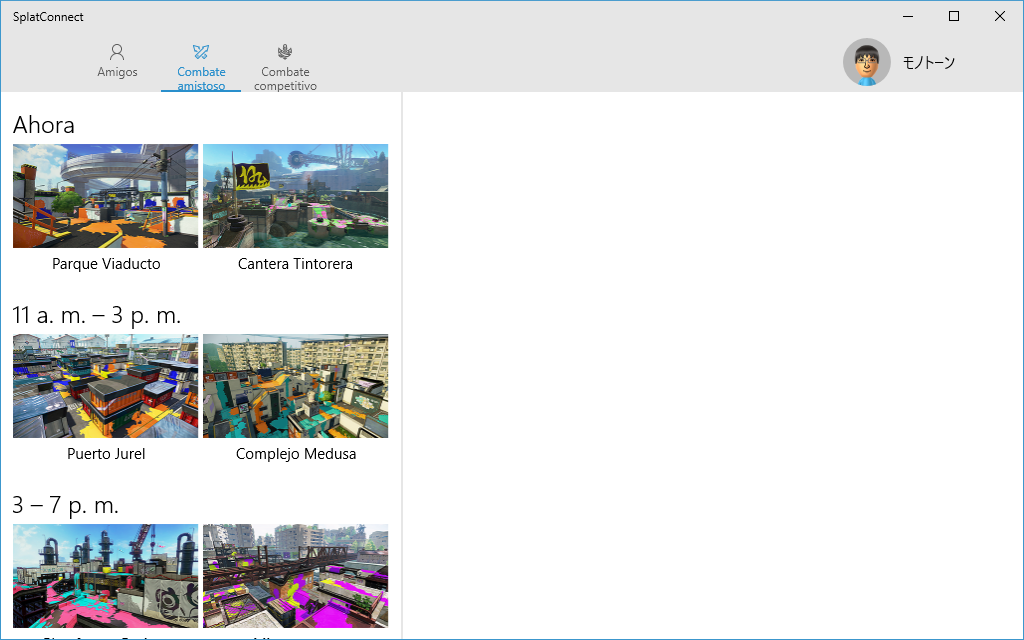 SplatConnect
Amigos
Combate
amistoso
Combate
competitivo
モノトーン
Ahora
Parque Viaducto
Cantera Tintorera
11 a. m. – 3 p. m.
Puerto Jurel
Complejo Medusa
3 – 7 p. m.